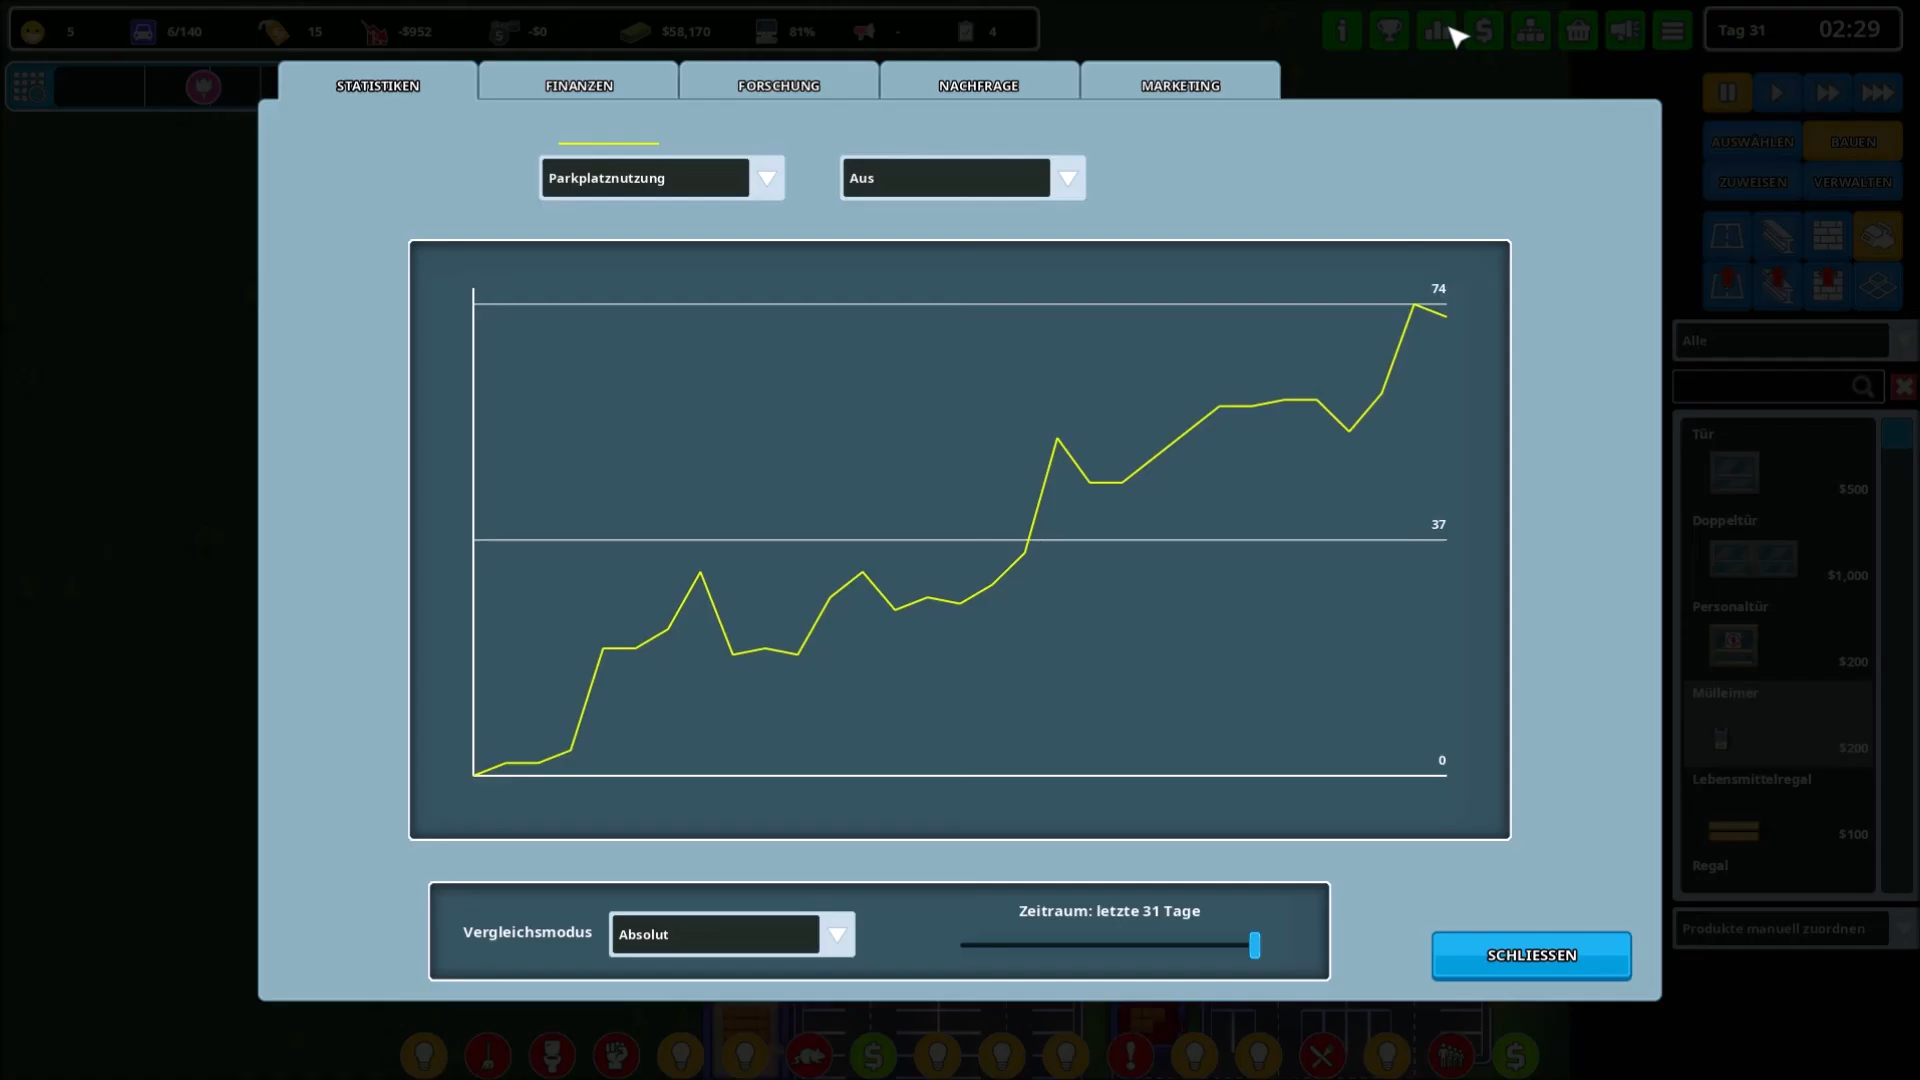 5 6/140 15 -$952 -$0 $58,170 81% - 4
Tag 31 02:29
STATISTIKEN FINANZEN FORSCHUNG NACHFRAGE MARKETING
AUSWÄHLEN BAUEN
ZUWEISEN VERWALTEN
Parkplatznutzung Aus
74
37
0
Alle
Tür
$500
Doppeltür
$1,000
Personaltür
$200
Mülleimer
$200
Lebensmittelregal
$100
Regal
Produkte manuell zuordnen
Vergleichsmodus Absolut
Zeitraum: letzte 31 Tage
SCHLIESSEN